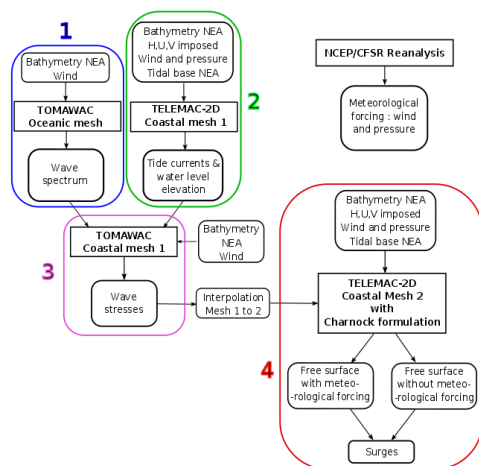 1
Bathymetry NEA
Wind
TOMAWAC
Oceanic mesh
Wave
spectrum
2
Bathymetry NEA
H,U,V imposed
Wind and pressure
Tidal base NEA
TELEMAC-2D
Coastal mesh 1
Tide currents &
water level
elevation
NCEP/CFSR Reanalysis
Meteorological
forcing : wind
and pressure
3
TOMAWAC
Coastal mesh 1
Bathymetry
NEA
Wind
Wave
stresses
Interpolation
Mesh 1 to 2
4
Bathymetry NEA
H,U,V imposed
Wind and pressure
Tidal base NEA
TELEMAC-2D
Coastal Mesh 2
with
Charnock formulation
Free surface
with meteo-
-rological forcing
Free surface
without meteo-
-rological forcing
Surges